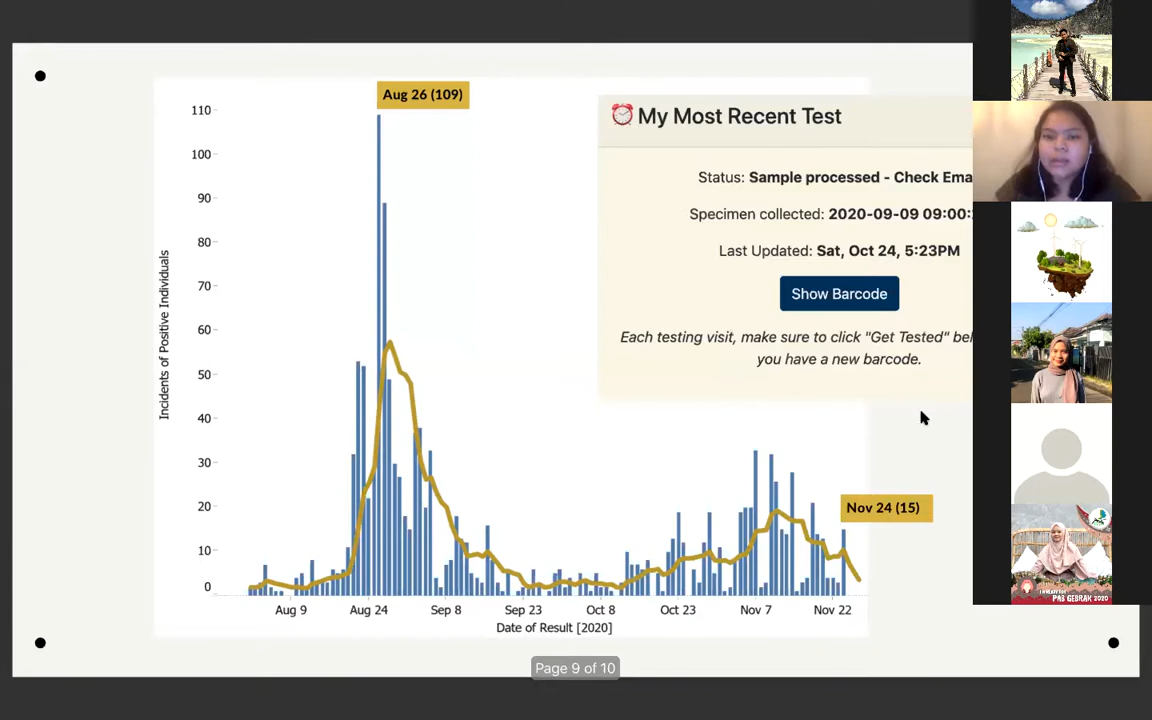 Aug 26 (109)
110
100
90
80
70
60
50
40
30
20
10
0
Incidents of Positive Individuals
Aug 9
Aug 24
Sep 8
Sep 23
Oct 8
Oct 23
Nov 7
Nov 22
Date of Result [2020]
Nov 24 (15)
My Most Recent Test
Status: Sample processed - Check Ema
Specimen collected: 2020-09-09 09:00:
Last Updated: Sat, Oct 24, 5:23PM
Show Barcode
Each testing visit, make sure to click "Get Tested" bel
you have a new barcode.
Page 9 of 10
PAB GEBRAK 2020